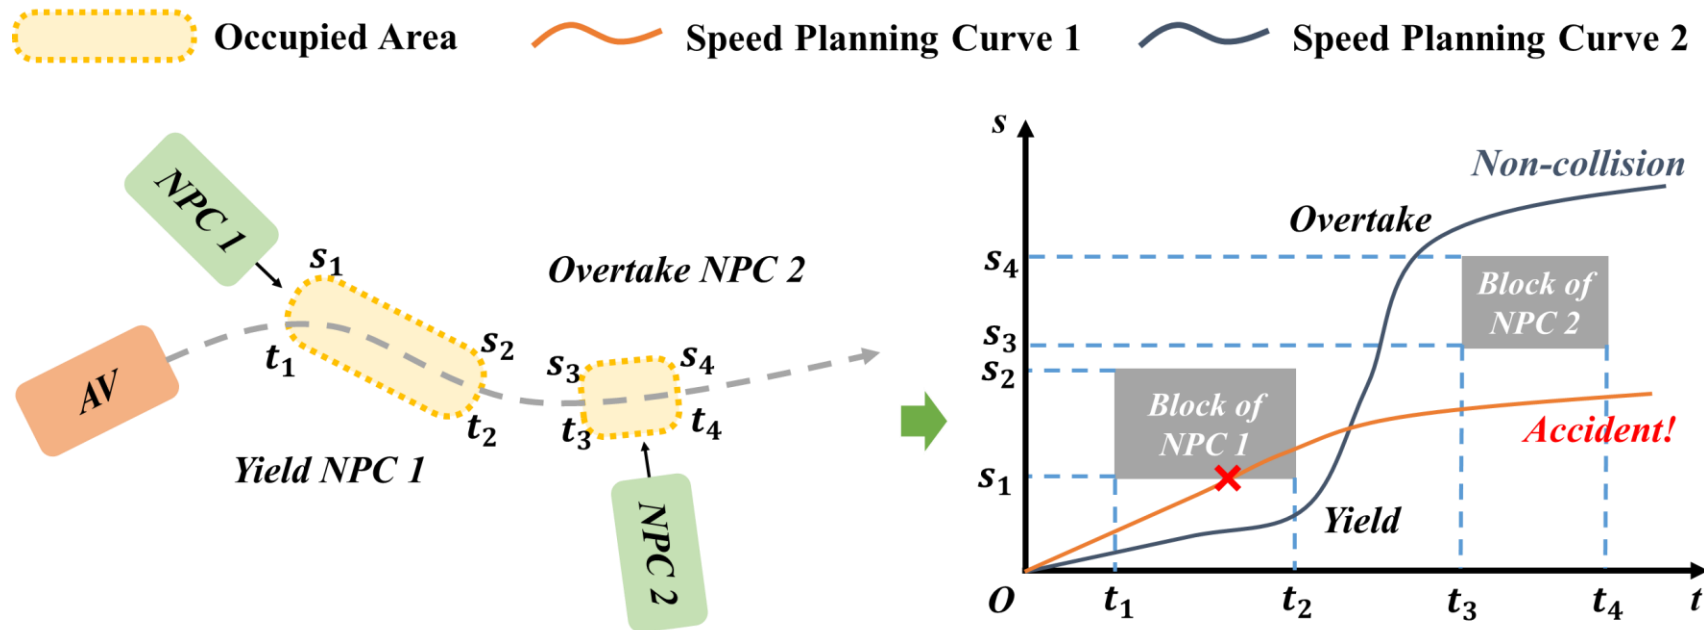 Occupied Area
Speed Planning Curve 1
Speed Planning Curve 2
NPC 1
AV
s₁
t₁
s₂
t₂
Yield NPC 1
Overtake NPC 2
s₃
s₄
t₃
t₄
NPC 2
s
Non-collision
Overtake
s₄
Block of
NPC 2
s₃
s₂
Block of
NPC 1
Accident!
s₁
Yield
O
t₁
t₂
t₃
t₄
t